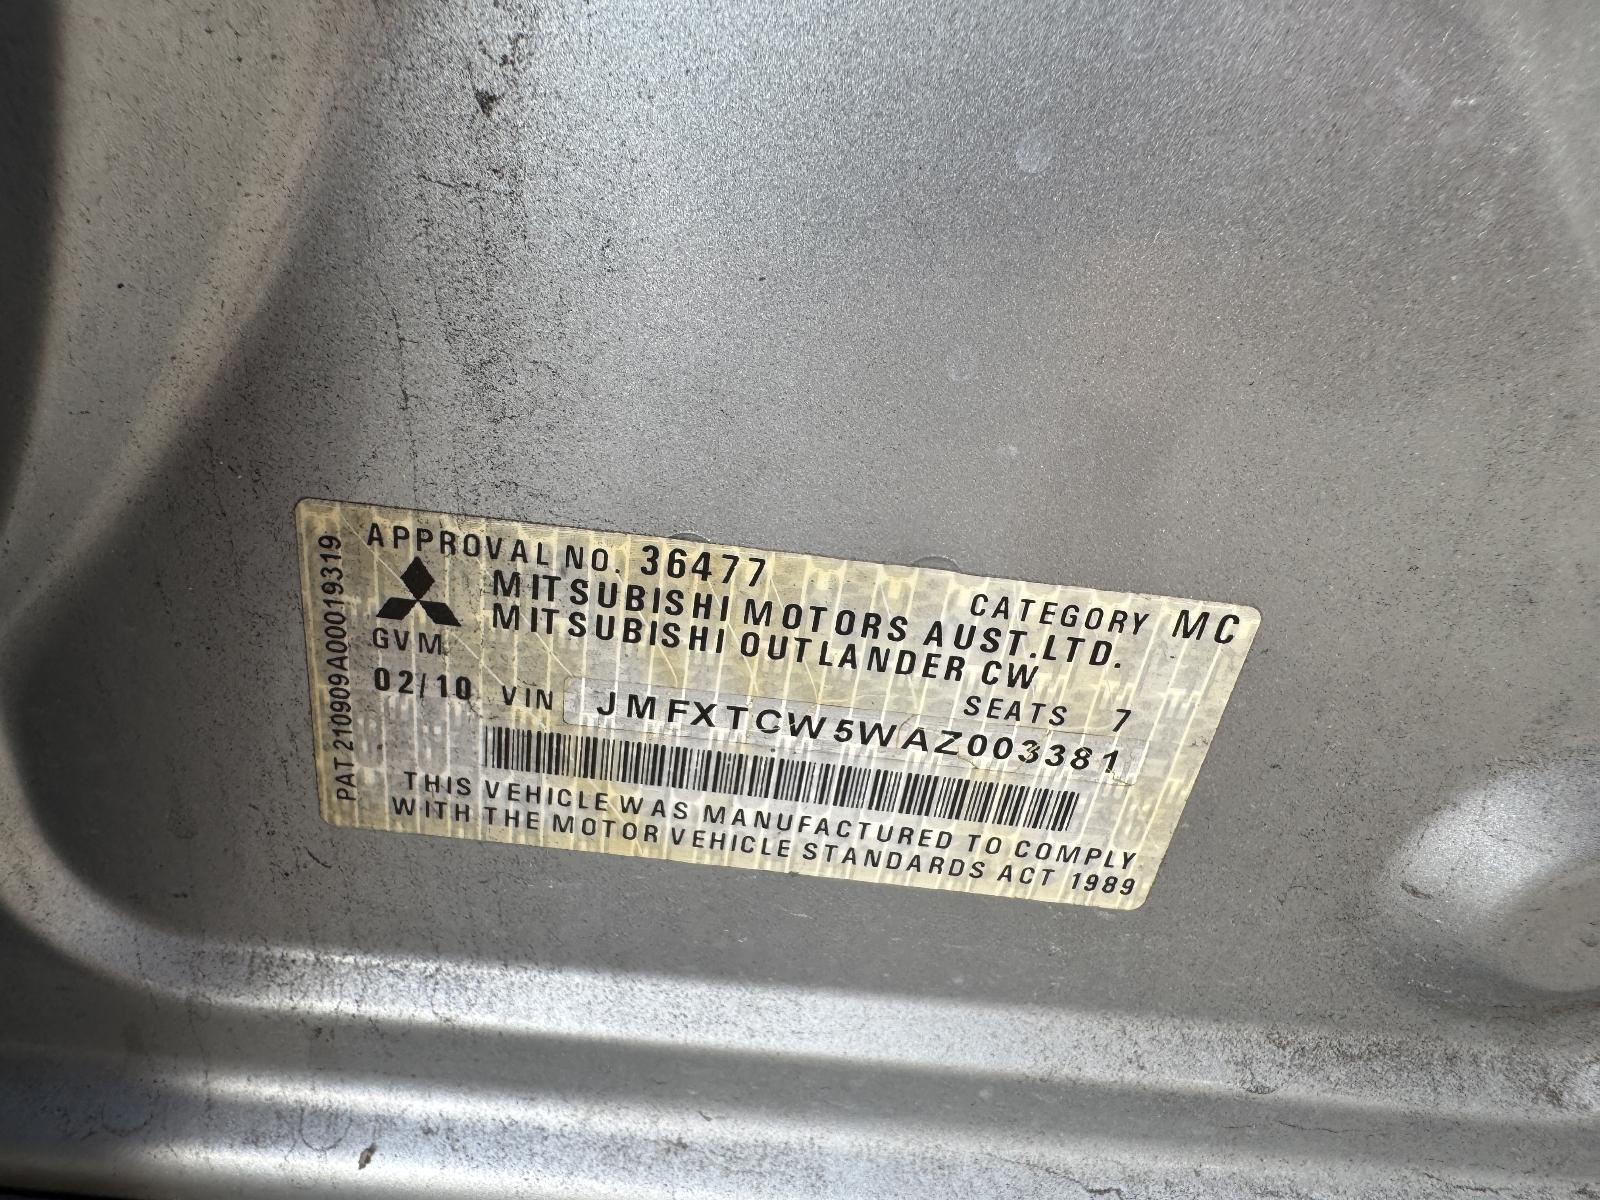 APPROVAL NO. 36477
CATEGORY MC
MITSUBISHI MOTORS AUST.LTD.
MITSUBISHI OUTLANDER CW
GVM
SEATS 7
02/10 VIN JMFXTCW5WAZ003381
THIS VEHICLE WAS MANUFACTURED TO COMPLY
WITH THE MOTOR VEHICLE STANDARDS ACT 1989
PAT 210909A00019319